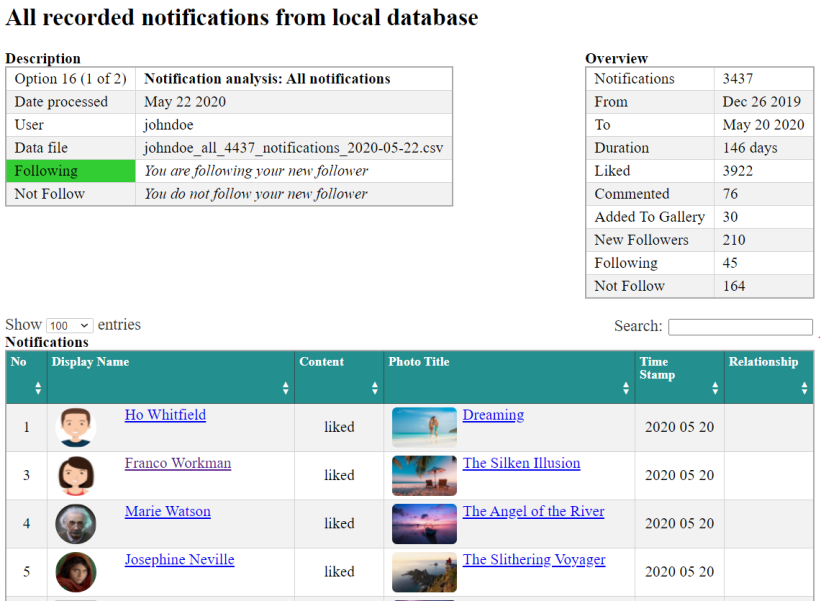 All recorded notifications from local database
Description
Option 16 (1 of 2) Notification analysis: All notifications
Date processed May 22 2020
User johndoe
Data file johndoe_all_4437_notifications_2020-05-22.csv
Following You are following your new follower
Not Follow You do not follow your new follower
Overview
Notifications 3437
From Dec 26 2019
To May 20 2020
Duration 146 days
Liked 3922
Commented 76
Added To Gallery 30
New Followers 210
Following 45
Not Follow 164
Show 100 entries
Search:
Notifications
No Display Name Content Photo Title Time Stamp Relationship
1 Ho Whitfield liked Dreaming 2020 05 20
3 Franco Workman liked The Silken Illusion 2020 05 20
4 Marie Watson liked The Angel of the River 2020 05 20
5 Josephine Neville liked The Slithering Voyager 2020 05 20